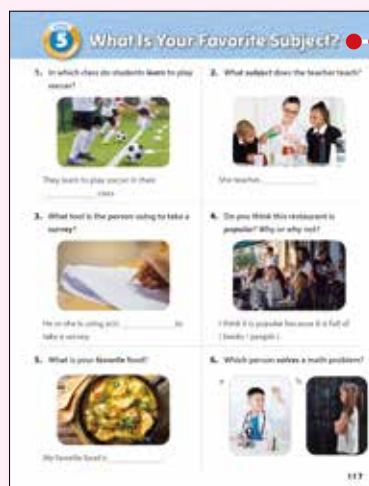 5 What Is Your Favorite Subject?
1. In which class do students learn to play
soccer?
2. What subject does the teacher teach?
They learn to play soccer in their
class.
She teaches
3. What tool is the person using to take a
survey?
4. Do you think this restaurant is
popular? Why or why not?
He or she is using a(n) to
take a survey.
I think it is popular because it is full of
( books / people ).
5. What is your favorite food?
6. Which person solves a math problem?
a
b
My favorite food is
117